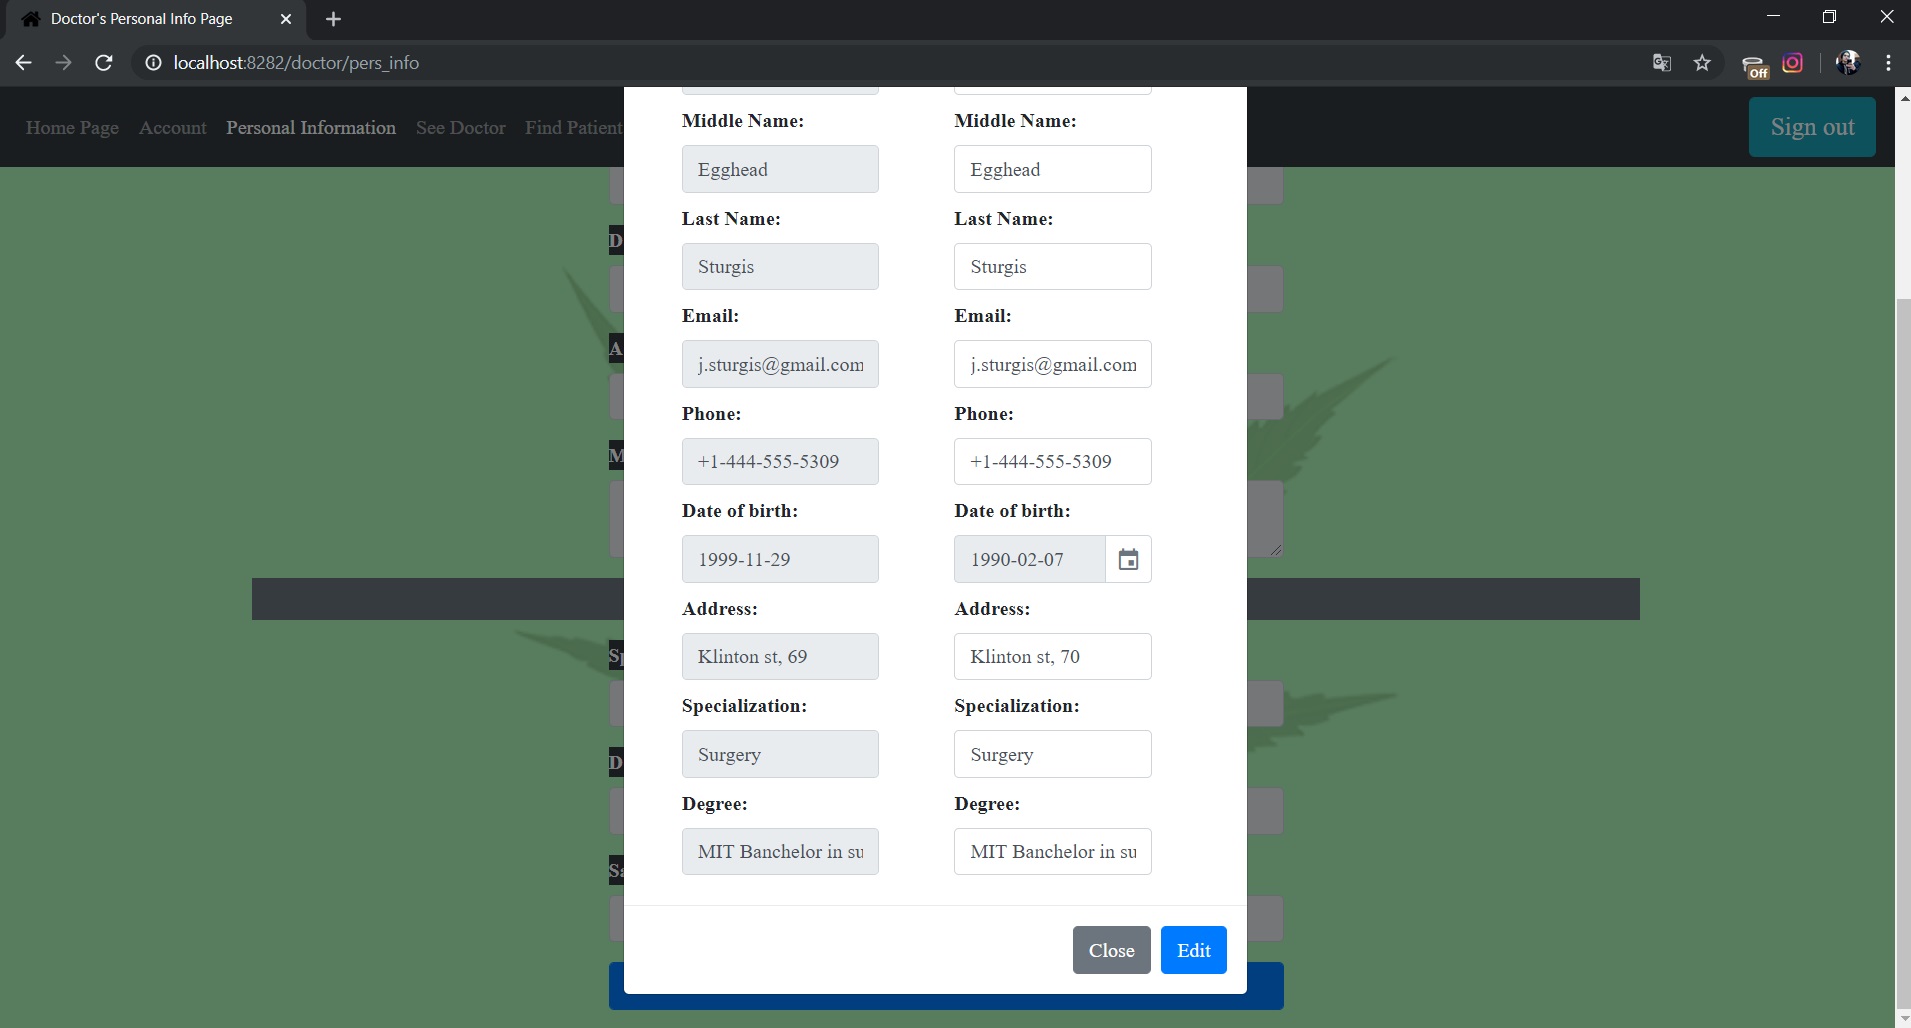 Doctor's Personal Info Page
localhost:8282/doctor/pers_info
Off
Home Page Account Personal Information See Doctor Find Patient
Sign out
Middle Name: Middle Name:
Egghead Egghead
Last Name: Last Name:
Sturgis Sturgis
Email: Email:
j.sturgis@gmail.com j.sturgis@gmail.com
Phone: Phone:
+1-444-555-5309 +1-444-555-5309
Date of birth: Date of birth:
1999-11-29 1990-02-07
Address: Address:
Klinton st, 69 Klinton st, 70
Specialization: Specialization:
Surgery Surgery
Degree: Degree:
MIT Banchelor in su MIT Banchelor in su
Close Edit